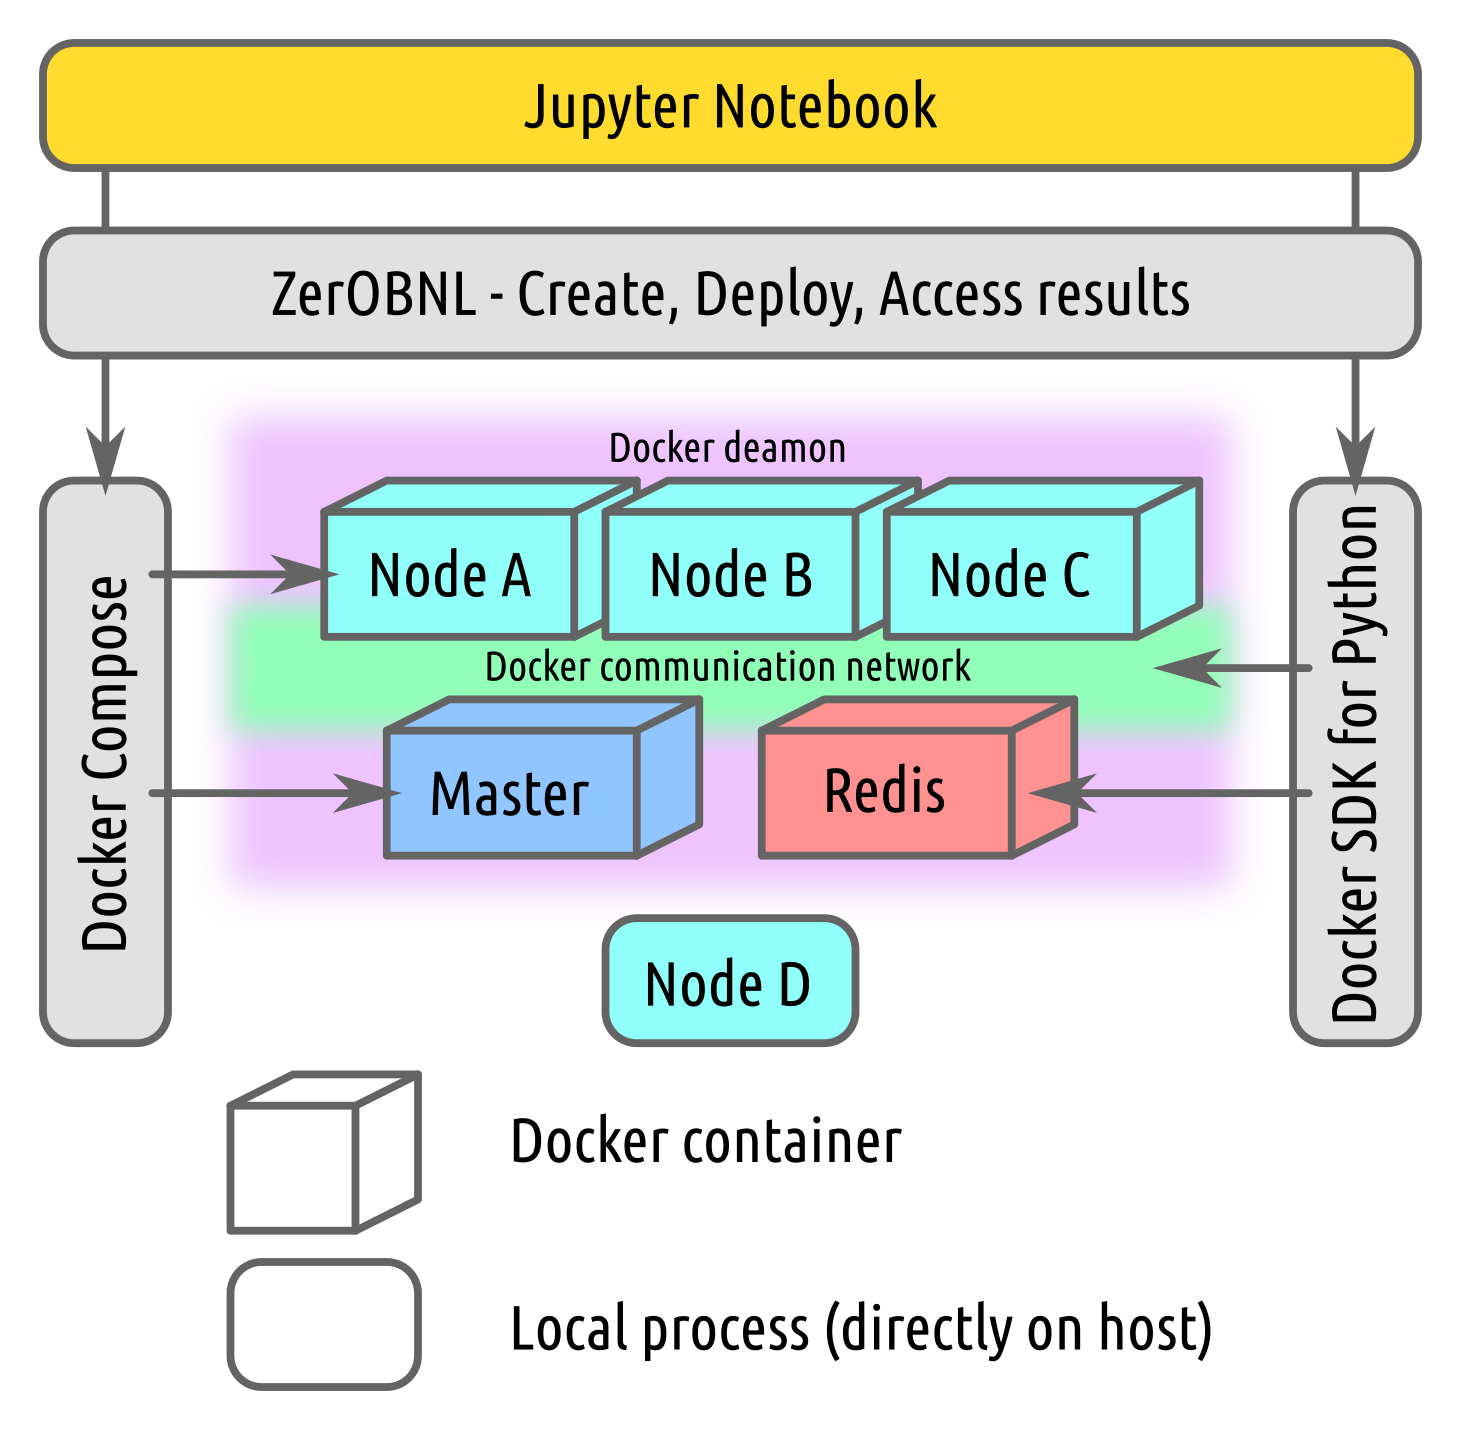 Jupyter Notebook
ZerOBNL - Create, Deploy, Access results
Docker deamon
Node A
Node B
Node C
Docker communication network
Master
Redis
Docker Compose
Docker SDK for Python
Node D
Docker container
Local process (directly on host)